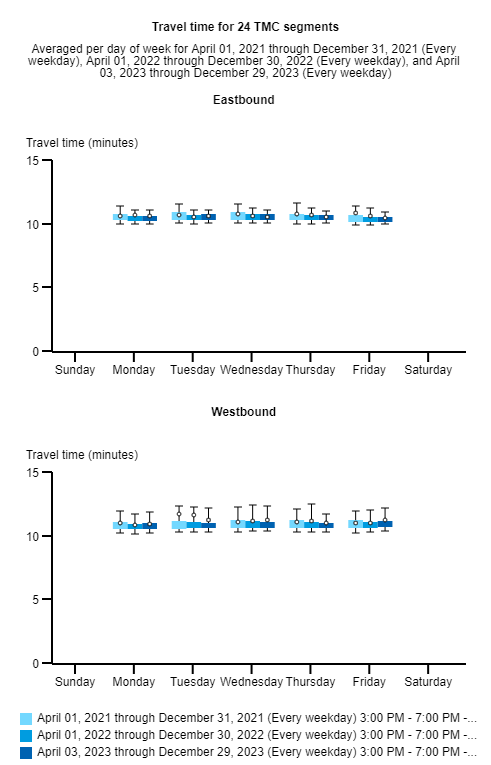 Travel time for 24 TMC segments
Averaged per day of week for April 01, 2021 through December 31, 2021 (Every
weekday), April 01, 2022 through December 30, 2022 (Every weekday), and April
03, 2023 through December 29, 2023 (Every weekday)
Eastbound
Travel time (minutes)
15
10
5
0
Sunday Monday Tuesday Wednesday Thursday Friday Saturday
Westbound
Travel time (minutes)
15
10
5
0
Sunday Monday Tuesday Wednesday Thursday Friday Saturday
April 01, 2021 through December 31, 2021 (Every weekday) 3:00 PM - 7:00 PM -...
April 01, 2022 through December 30, 2022 (Every weekday) 3:00 PM - 7:00 PM -...
April 03, 2023 through December 29, 2023 (Every weekday) 3:00 PM - 7:00 PM -...